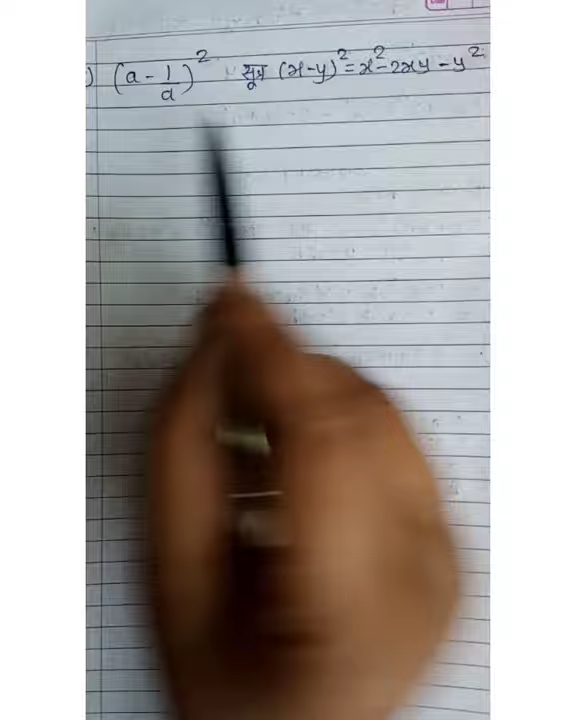 ) (a - 1/a)² सूत्र (x-y)² = x² - 2xy - y²